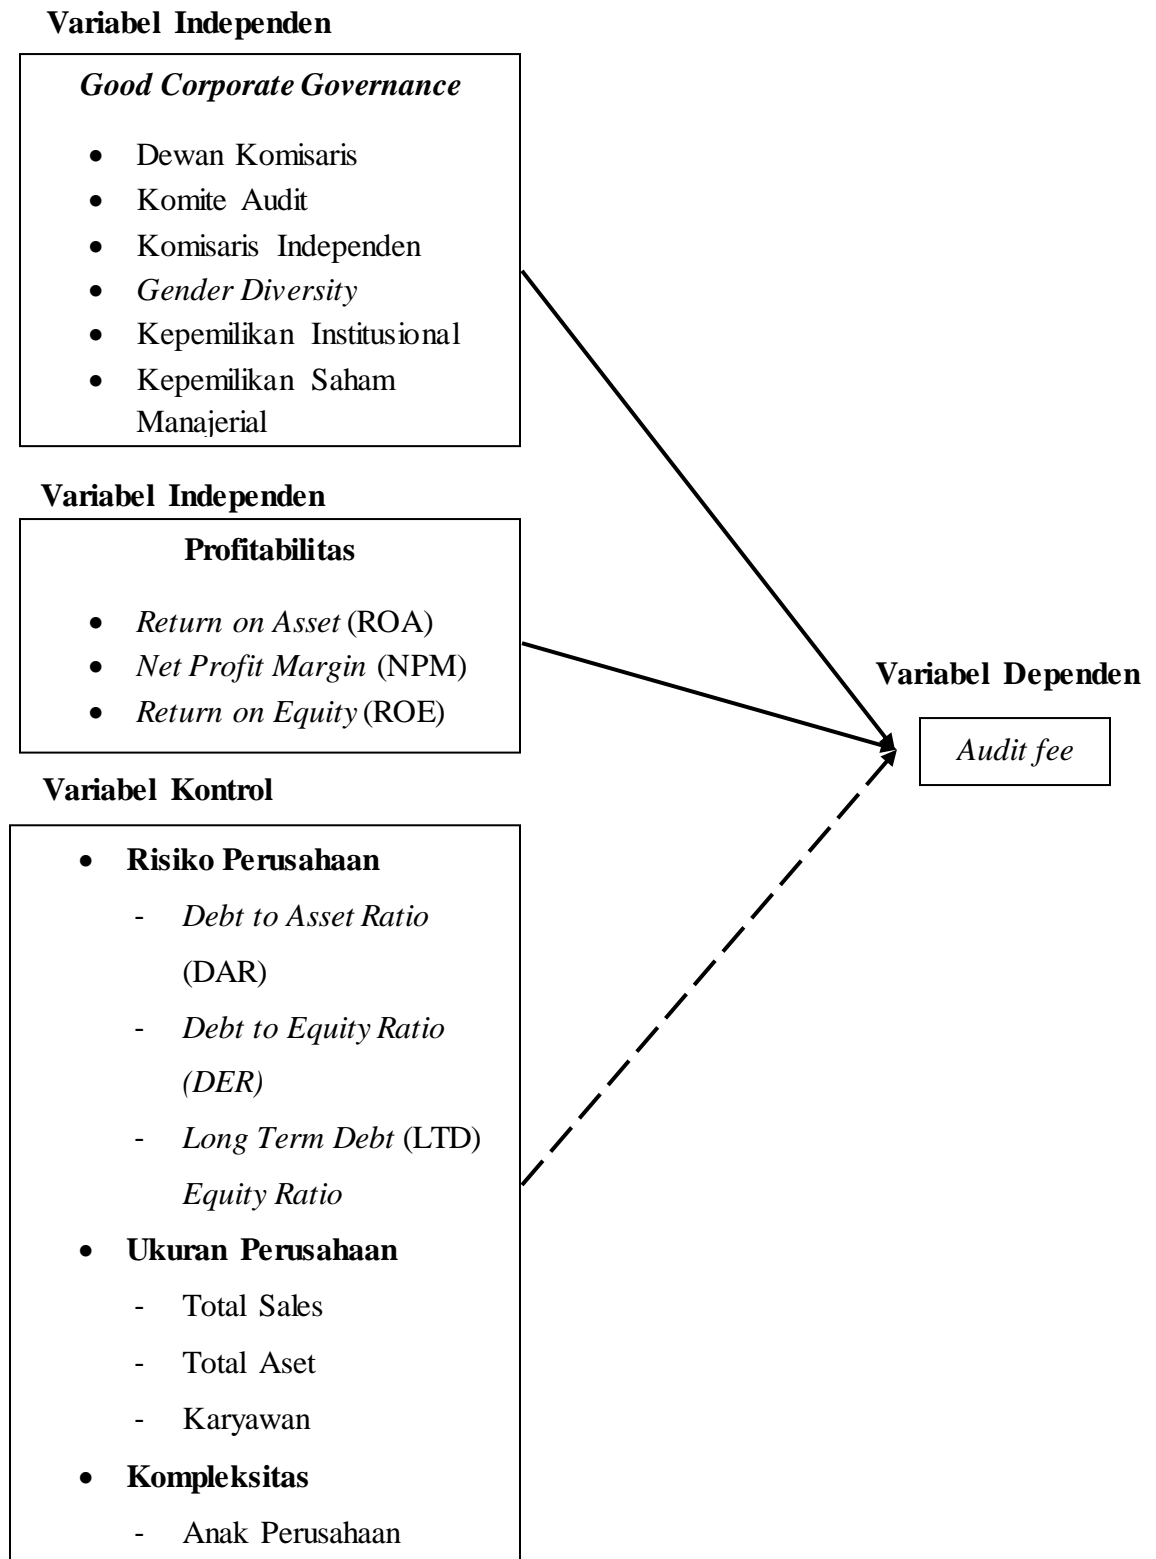 Variabel Independen
Good Corporate Governance
• Dewan Komisaris
• Komite Audit
• Komisaris Independen
• Gender Diversity
• Kepemilikan Institusional
• Kepemilikan Saham
Manajerial
Variabel Independen
Profitabilitas
• Return on Asset (ROA)
• Net Profit Margin (NPM)
• Return on Equity (ROE)
Variabel Dependen
Audit fee
Variabel Kontrol
• Risiko Perusahaan
- Debt to Asset Ratio
(DAR)
- Debt to Equity Ratio
(DER)
- Long Term Debt (LTD)
Equity Ratio
• Ukuran Perusahaan
- Total Sales
- Total Aset
- Karyawan
• Kompleksitas
- Anak Perusahaan